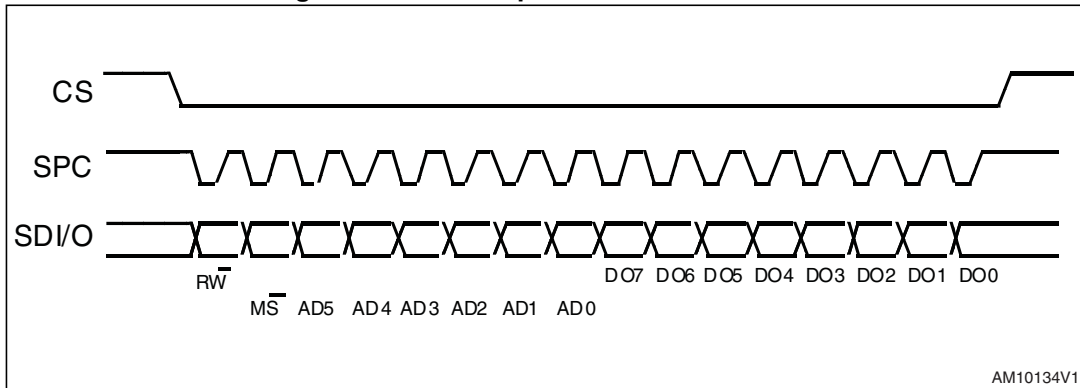 CS
SPC
SDI/O
RW
DO7 DO6 DO5 DO4 DO3 DO2 DO1 DO0
MS AD5 AD4 AD3 AD2 AD1 AD0
AM10134V1